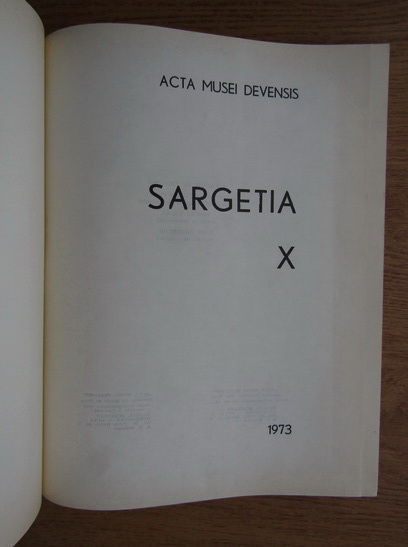 ACTA MUSEI DEVENSIS
SARGETIA
X
1973